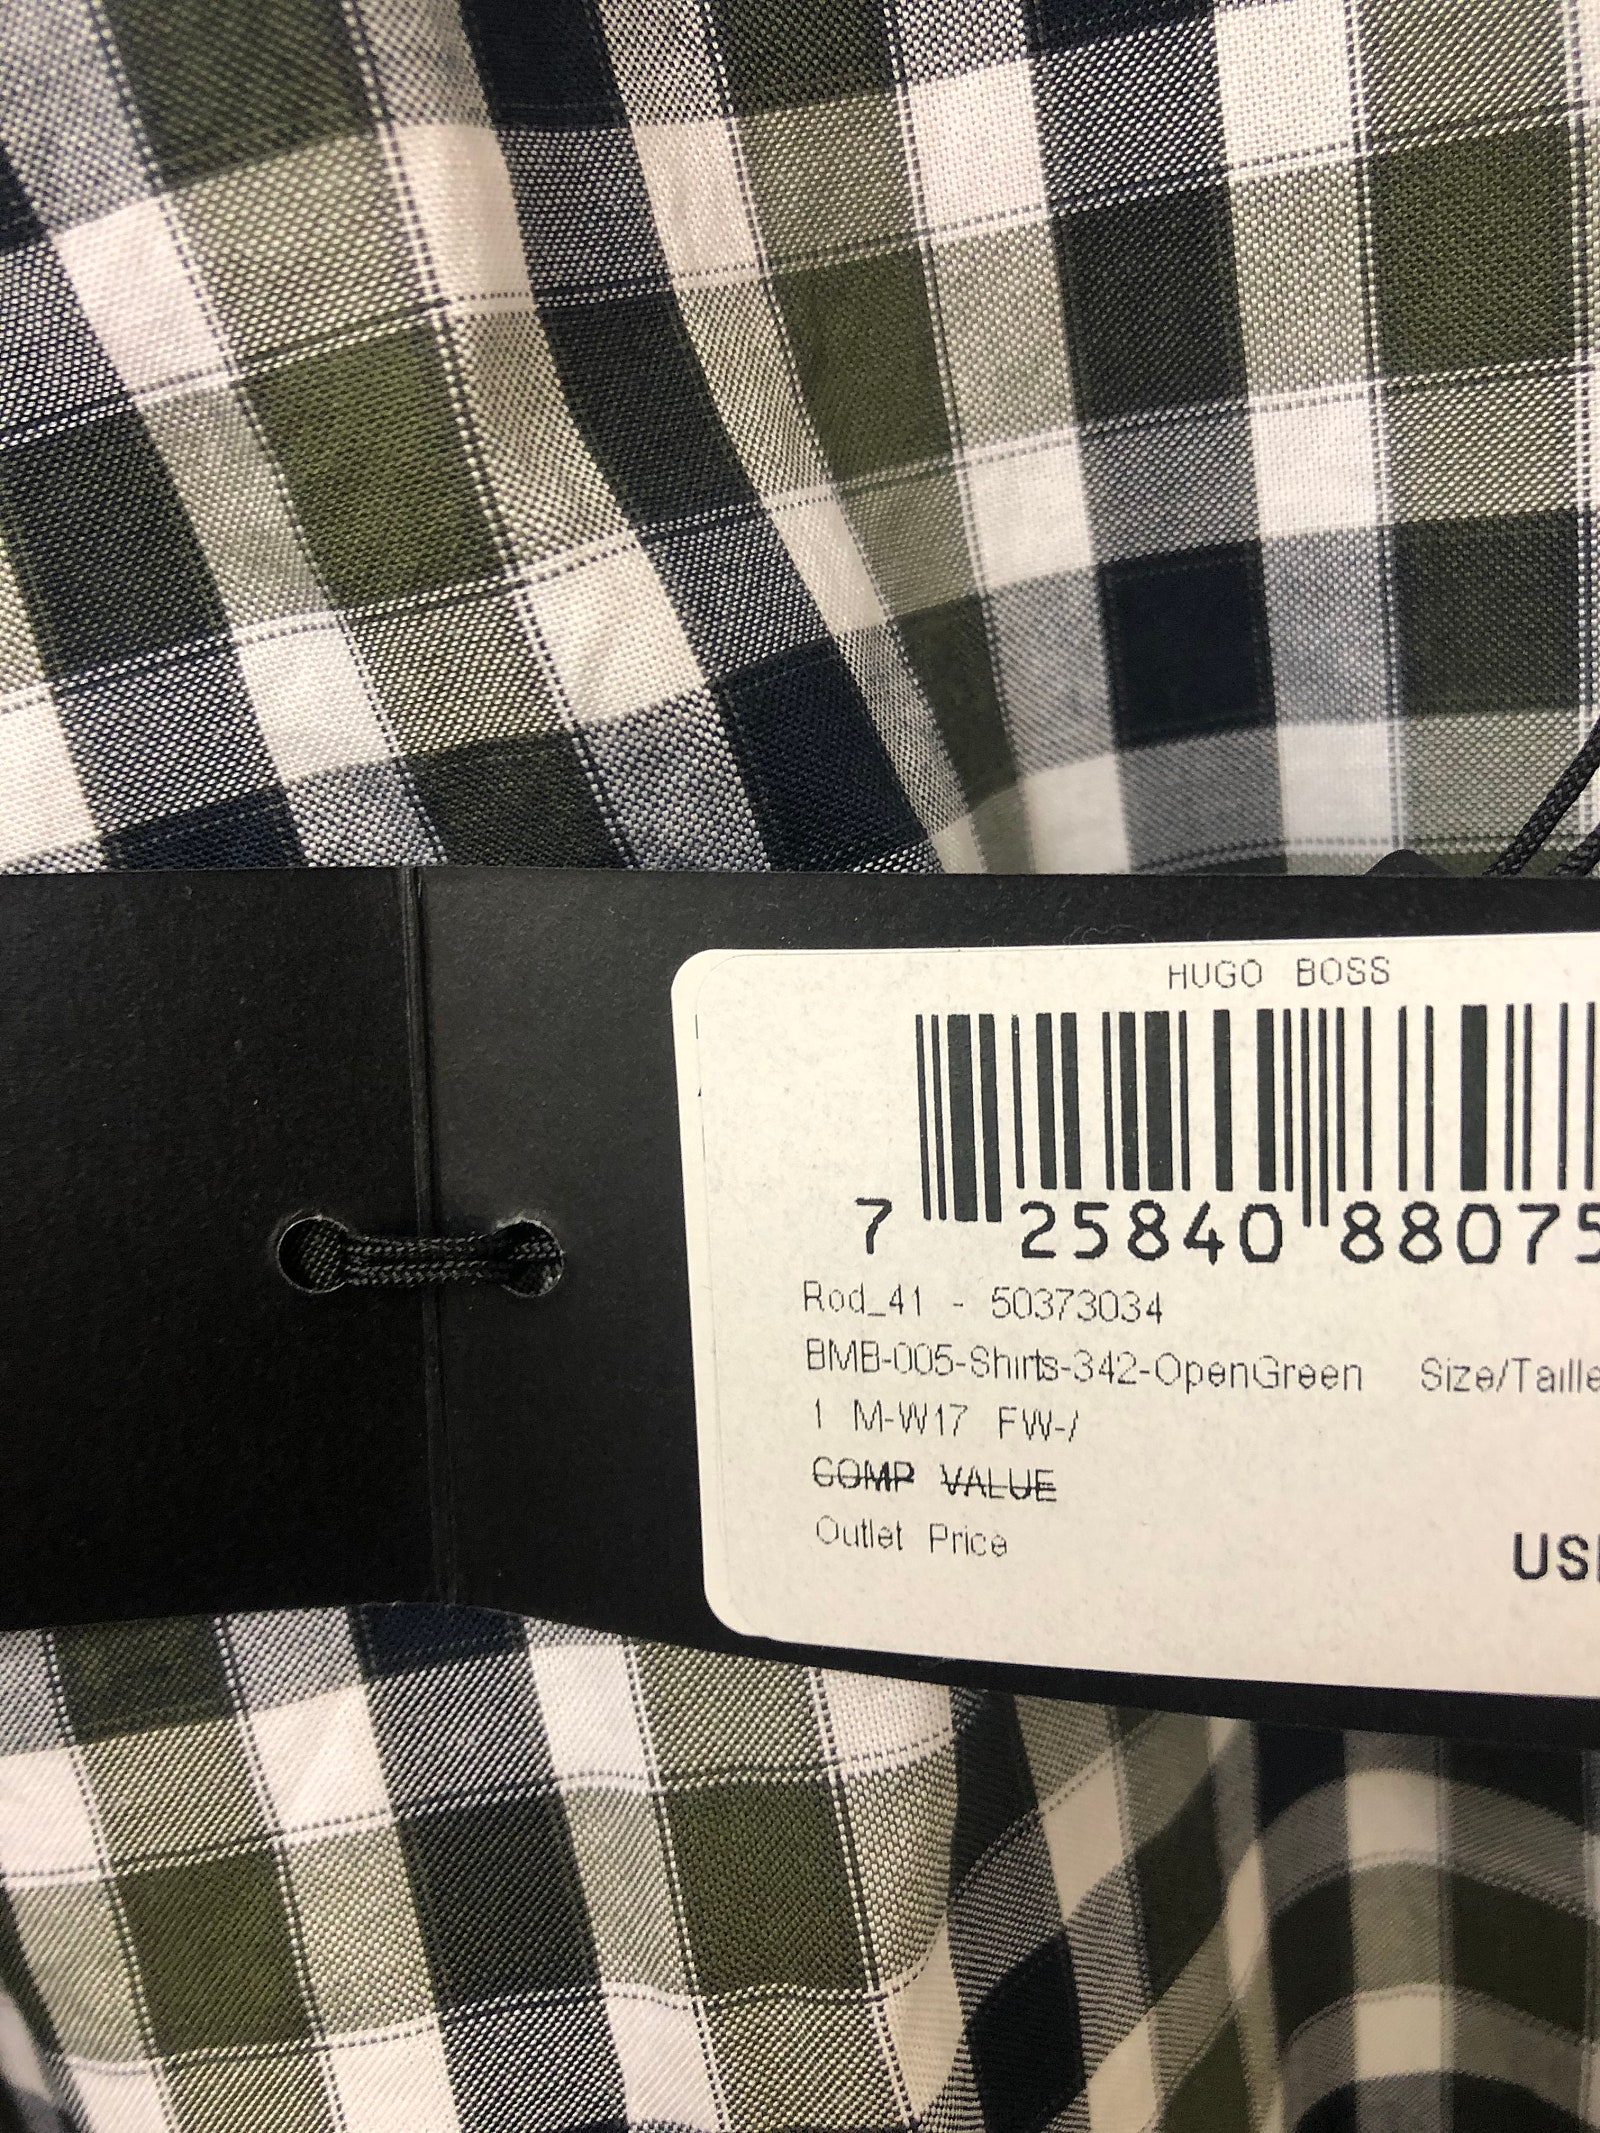 HUGO BOSS
7 25840 88075
Rod_41 - 50373034
BMB-005-Shirts-342-OpenGreen Size/Taille
1 M-W17 FW-/
COMP VALUE
Outlet Price US